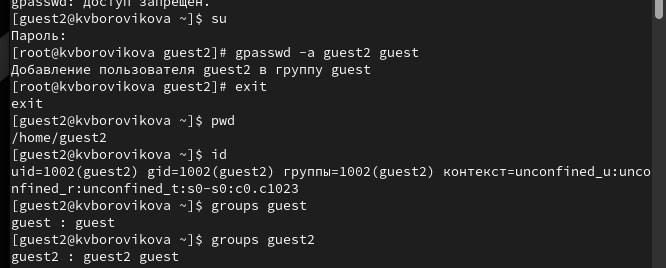 gpasswd: Доступ запрещен.
[guest2@kvborovikova ~]$ su
Пароль:
[root@kvborovikova guest2]# gpasswd -a guest2 guest
Добавление пользователя guest2 в группу guest
[root@kvborovikova guest2]# exit
exit
[guest2@kvborovikova ~]$ pwd
/home/guest2
[guest2@kvborovikova ~]$ id
uid=1002(guest2) gid=1002(guest2) группы=1002(guest2) контекст=unconfined_u:unco
nfined_r:unconfined_t:s0-s0:c0.c1023
[guest2@kvborovikova ~]$ groups guest
guest : guest
[guest2@kvborovikova ~]$ groups guest2
guest2 : guest2 guest